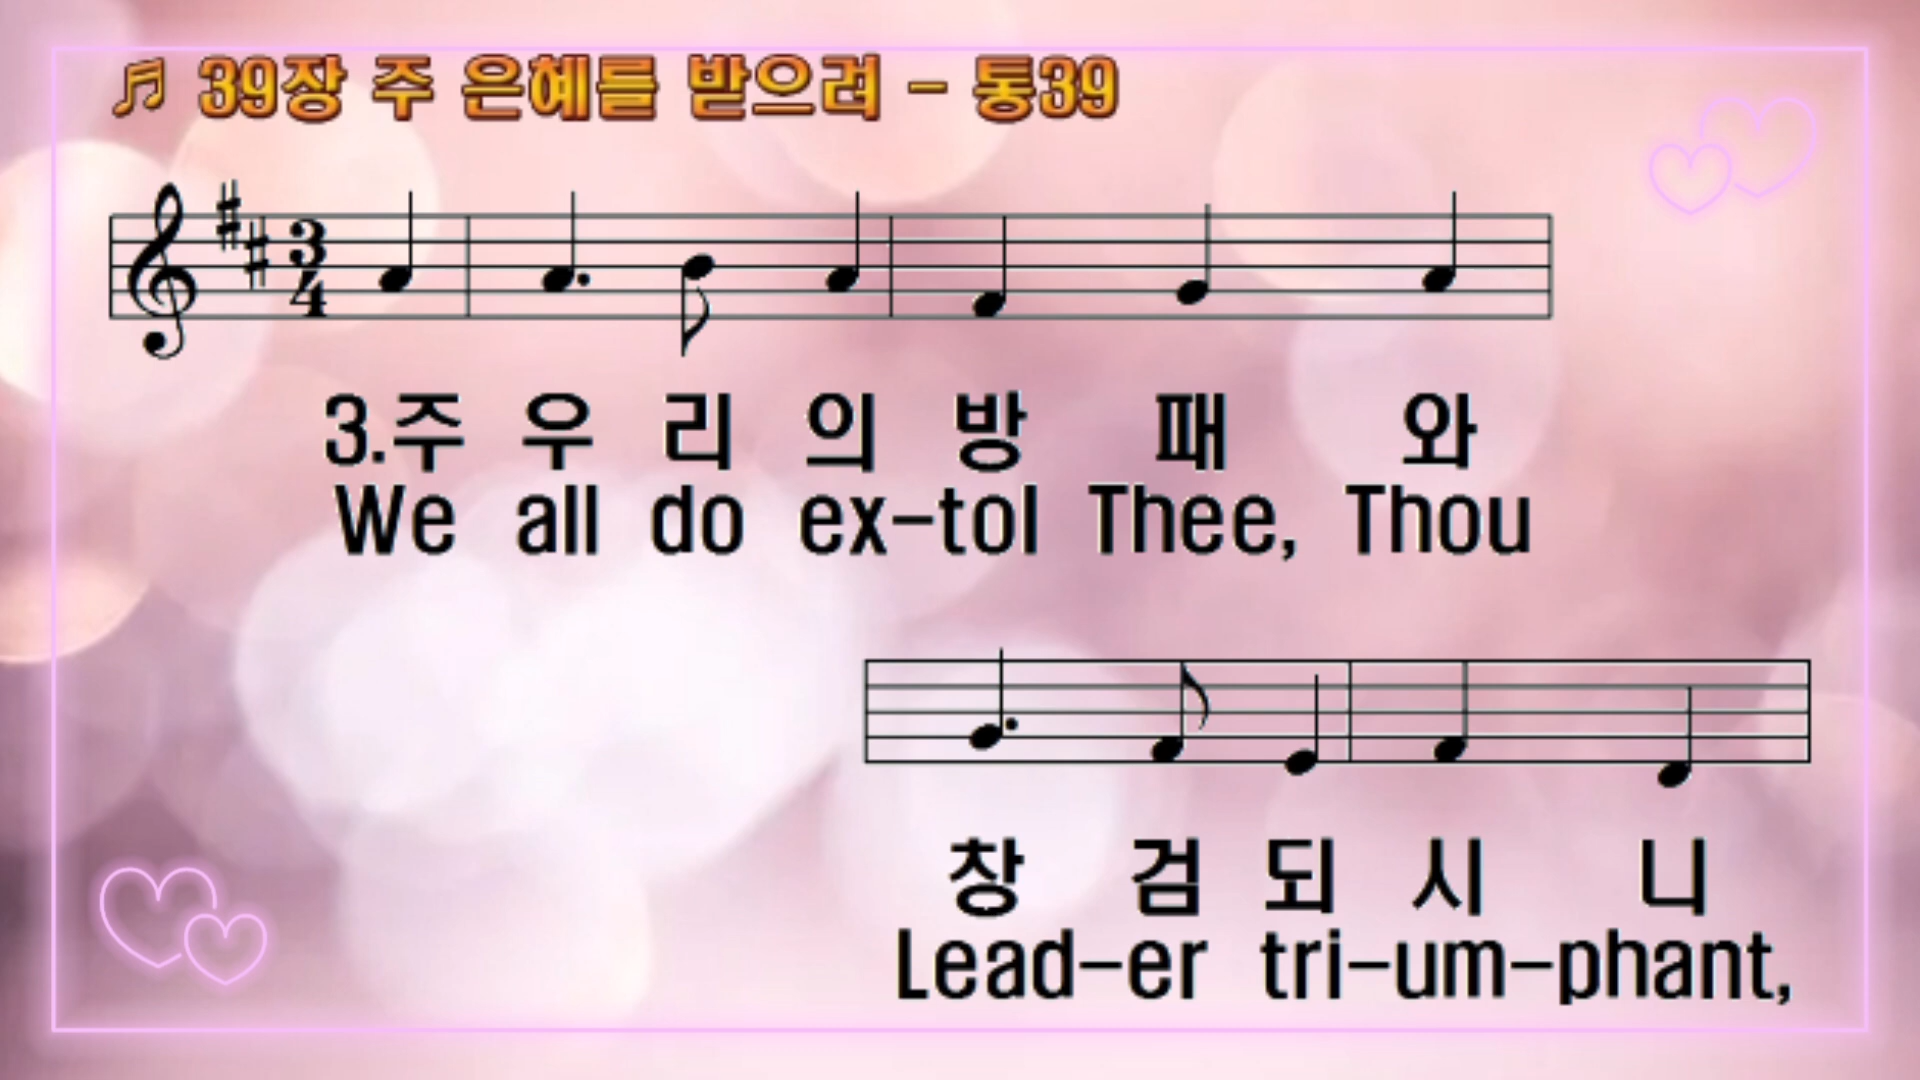 ♬ 39장 주 은혜를 받으려 - 통39
3
4
3.주 우 리 의 방 패 와
We all do ex-tol Thee, Thou
창 검 되 시 니
Lead-er tri-um-phant,